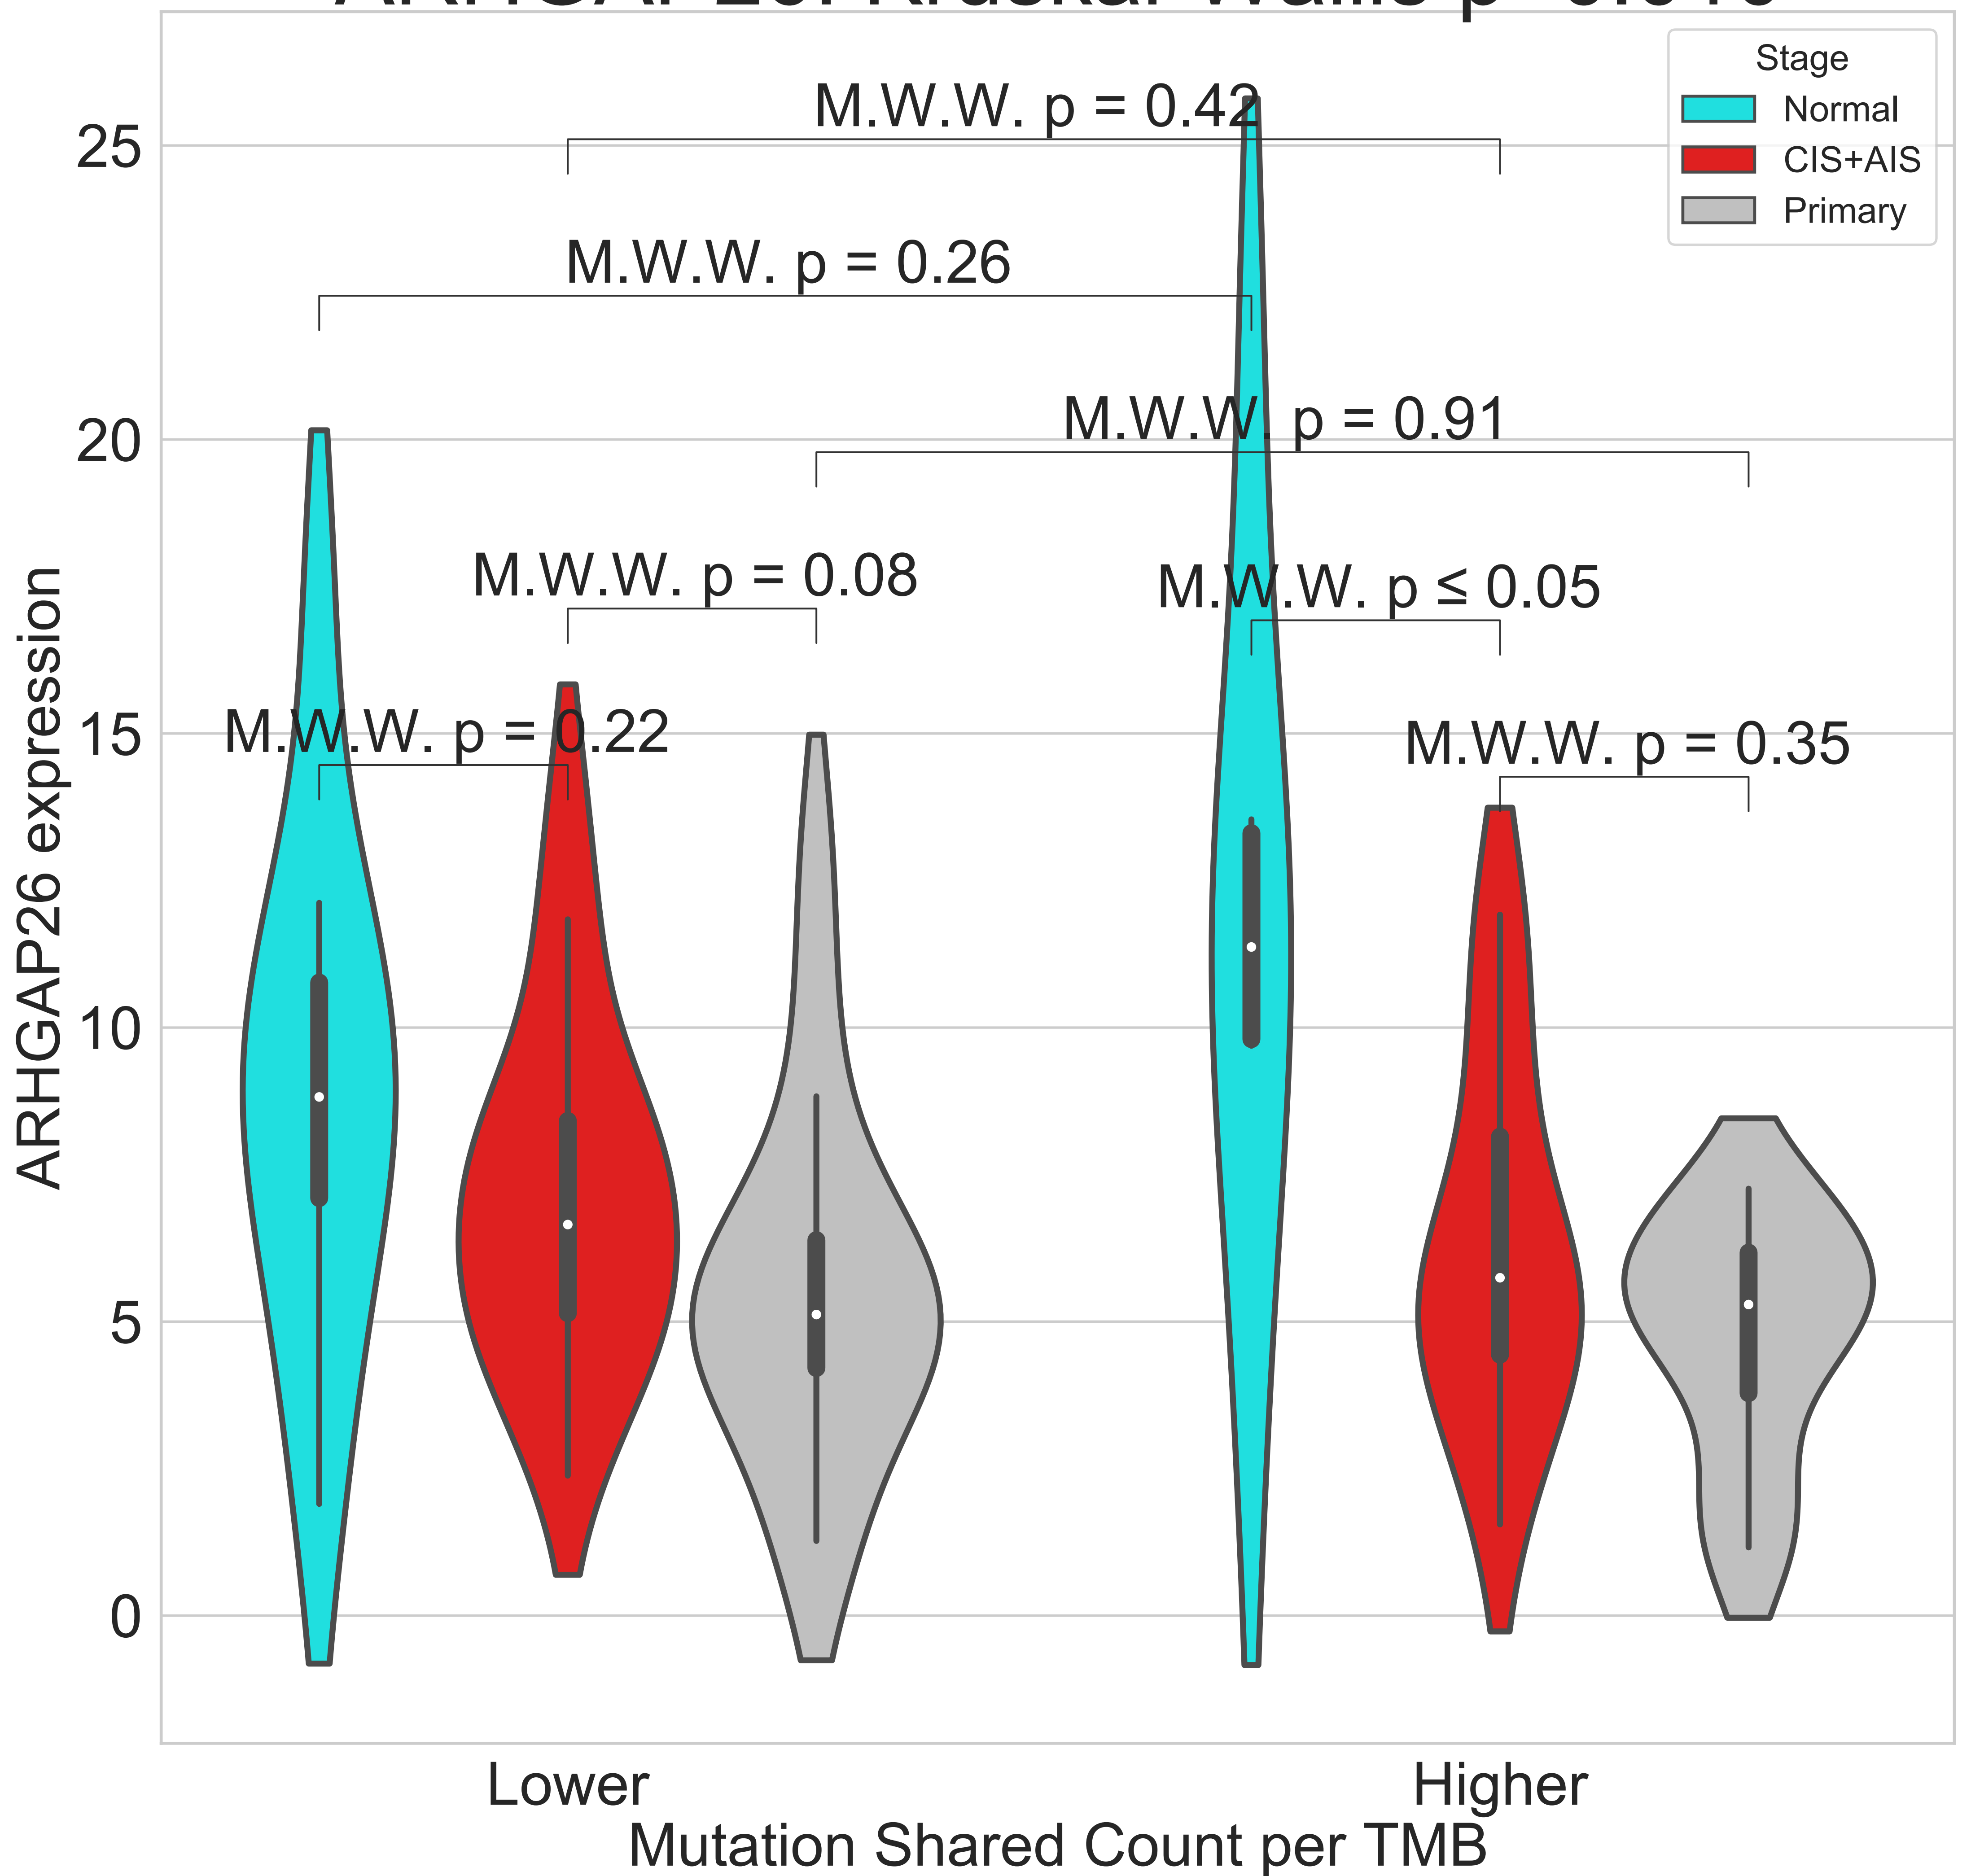 Stage
Normal
CIS+AIS
Primary
M.W.W. p = 0.42
M.W.W. p = 0.26
M.W.W. p = 0.91
M.W.W. p = 0.08
M.W.W. p ≤ 0.05
M.W.W. p = 0.22
M.W.W. p = 0.35
25
20
15
10
5
0
ARHGAP26 expression
Lower
Higher
Mutation Shared Count per TMB